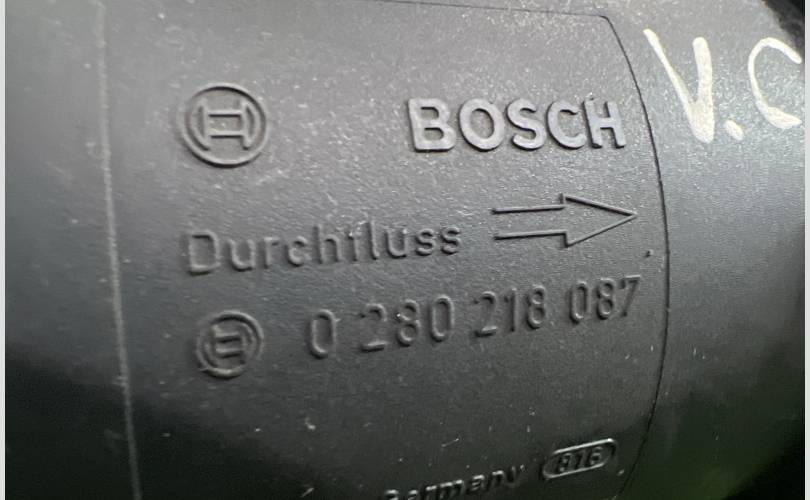 BOSCH
V.C
Durchfluss
0 280 218 087
Germany 816